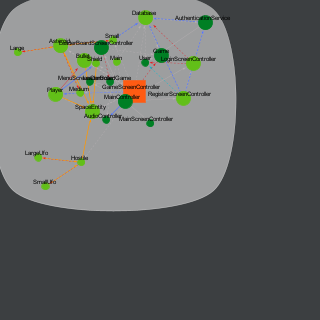 Database
AuthenticationService
Small
Asteroid
LeaderBoardScreenController
Large
Game
Bullet
Shield
Main
User
LoginScreenController
MenuScreenController
Game
GameScreenController
Player
Medium
MainController
RegisterScreenController
SpaceEntity
AudioController
MainScreenController
LargeUfo
Hostile
SmallUfo